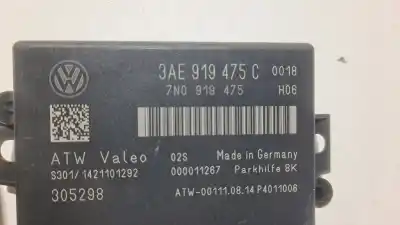 3AE 919 475 C 0018
7N0 919 475 H06
ATW Valeo 02S Made in Germany
S301/ 1421101292 000011267 Parkhilfe 8K
305298 ATW-00111.08.14 P4011006